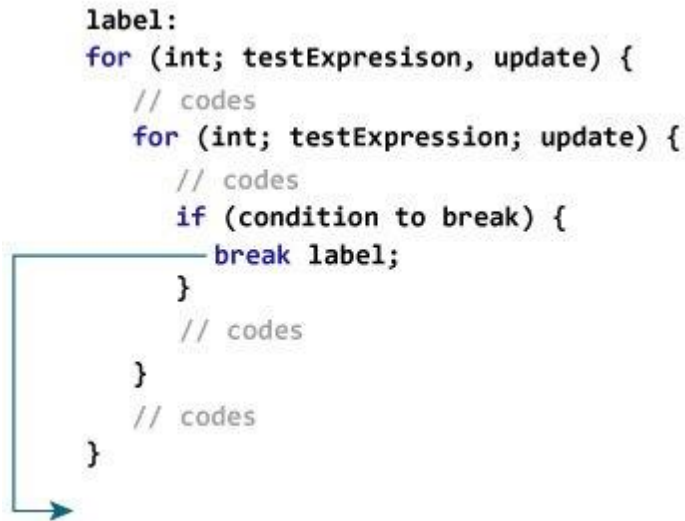 label:
for (int; testExpresison, update) {
// codes
for (int; testExpression; update) {
// codes
if (condition to break) {
break label;
}
// codes
}
// codes
}